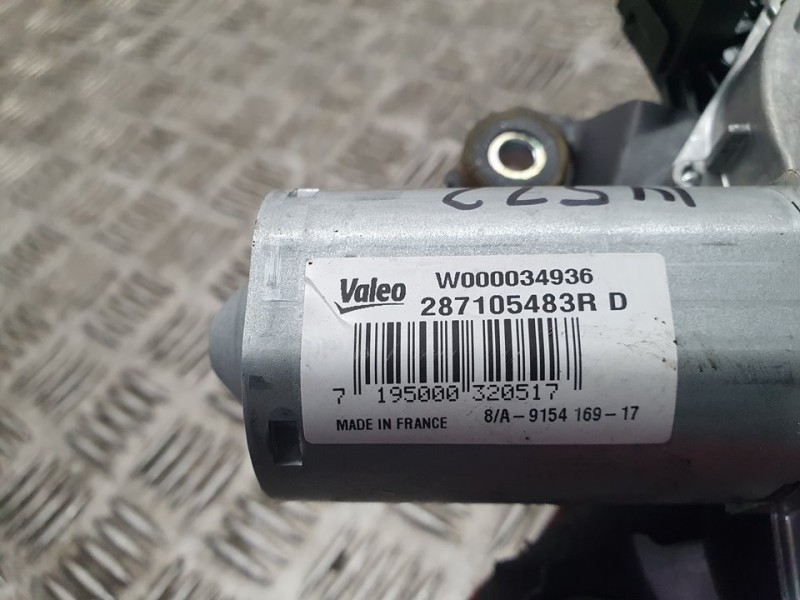 Valeo W000034936
287105483R D
7 195000 320517
MADE IN FRANCE 8/A-9154 169-17